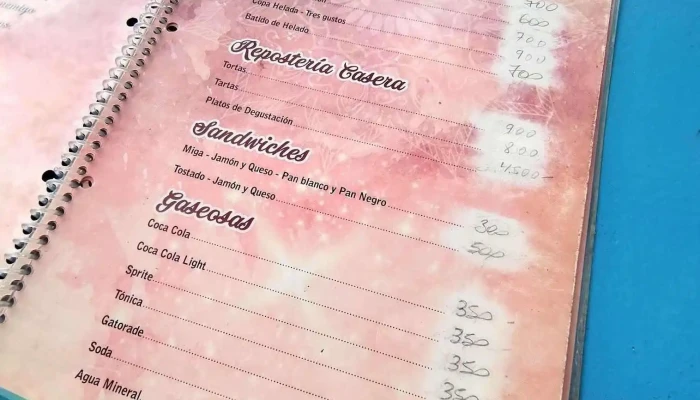 enemigo
700
600
700
Copa Helada - Tres gustos 900
Batido de Helado 700
Repostería Casera
Tortas 900
Tartas 800
Platos de Degustación 4500-
Sandwiches
Miga - Jamón y Queso - Pan blanco y Pan Negro 300
Tostado - Jamón y Queso 500
Gaseosas
Coca Cola 350
Coca Cola Light 350
Sprite 350
Tónica 350
Gatorade
Soda
Agua Mineral